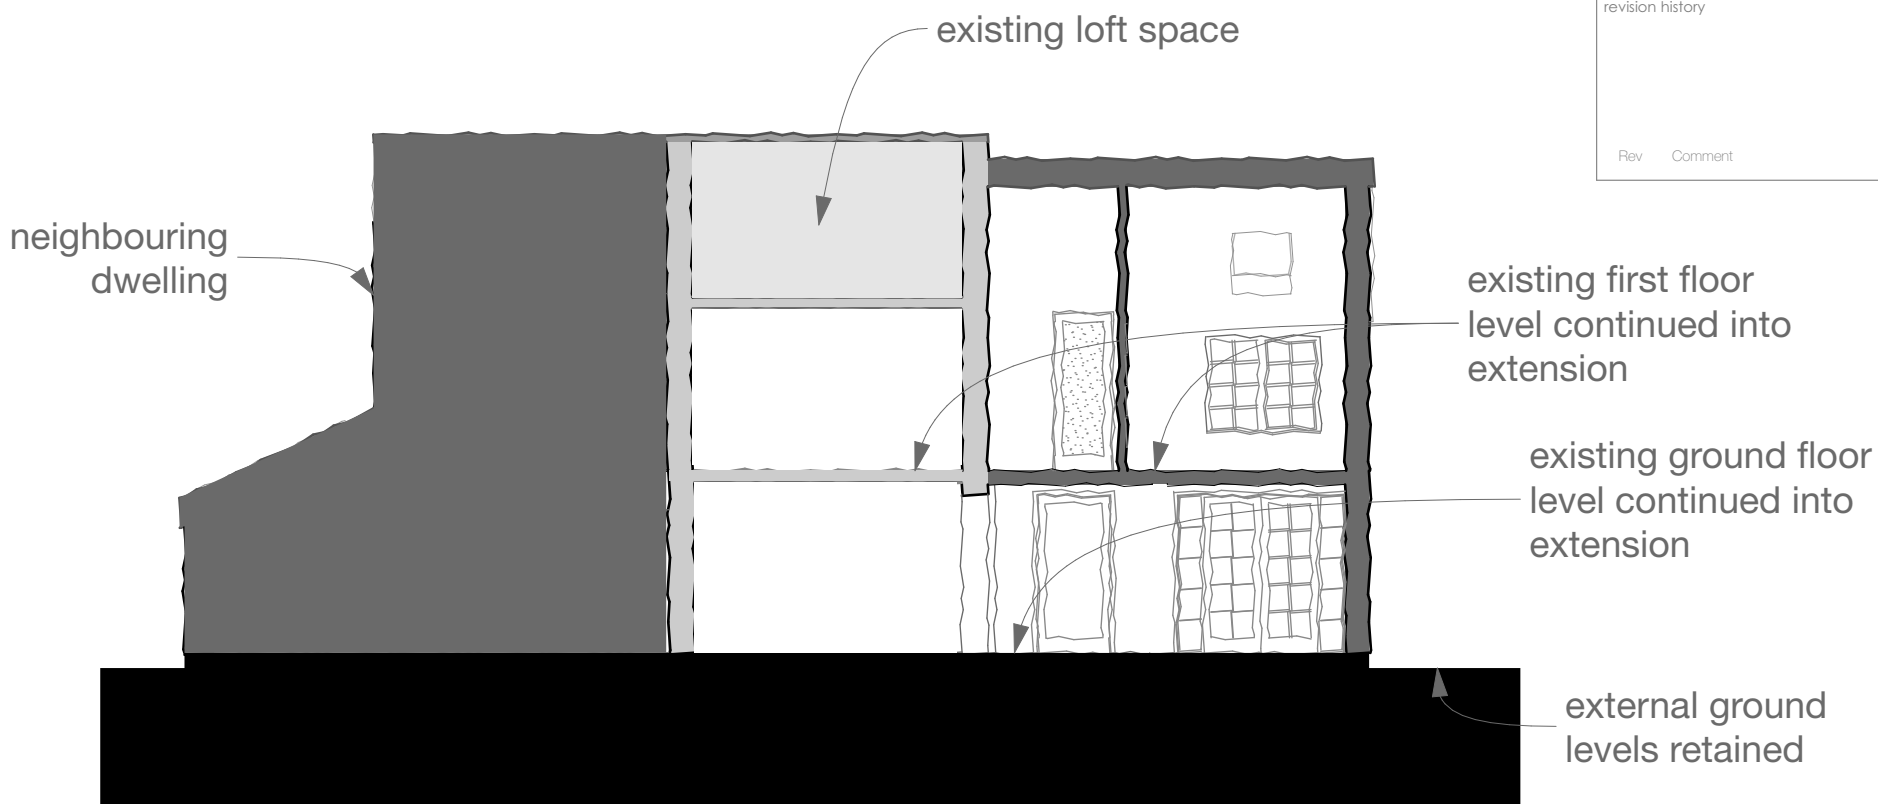 revision history
existing loft space
Rev Comment
neighbouring
dwelling
existing first floor
level continued into
extension
existing ground floor
level continued into
extension
external ground
levels retained